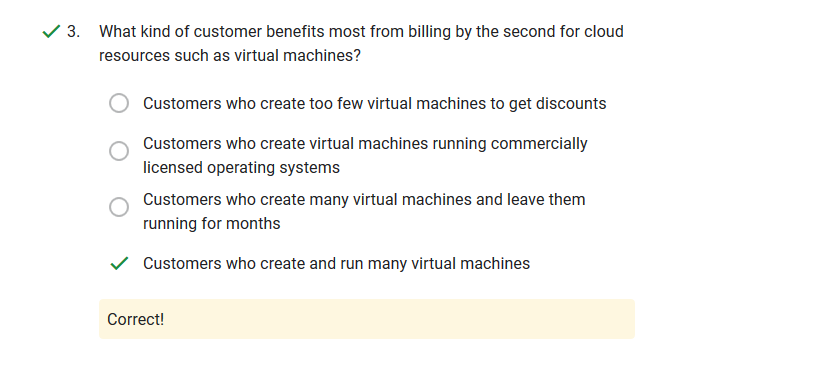 3. What kind of customer benefits most from billing by the second for cloud
resources such as virtual machines?
Customers who create too few virtual machines to get discounts
Customers who create virtual machines running commercially
licensed operating systems
Customers who create many virtual machines and leave them
running for months
Customers who create and run many virtual machines
Correct!